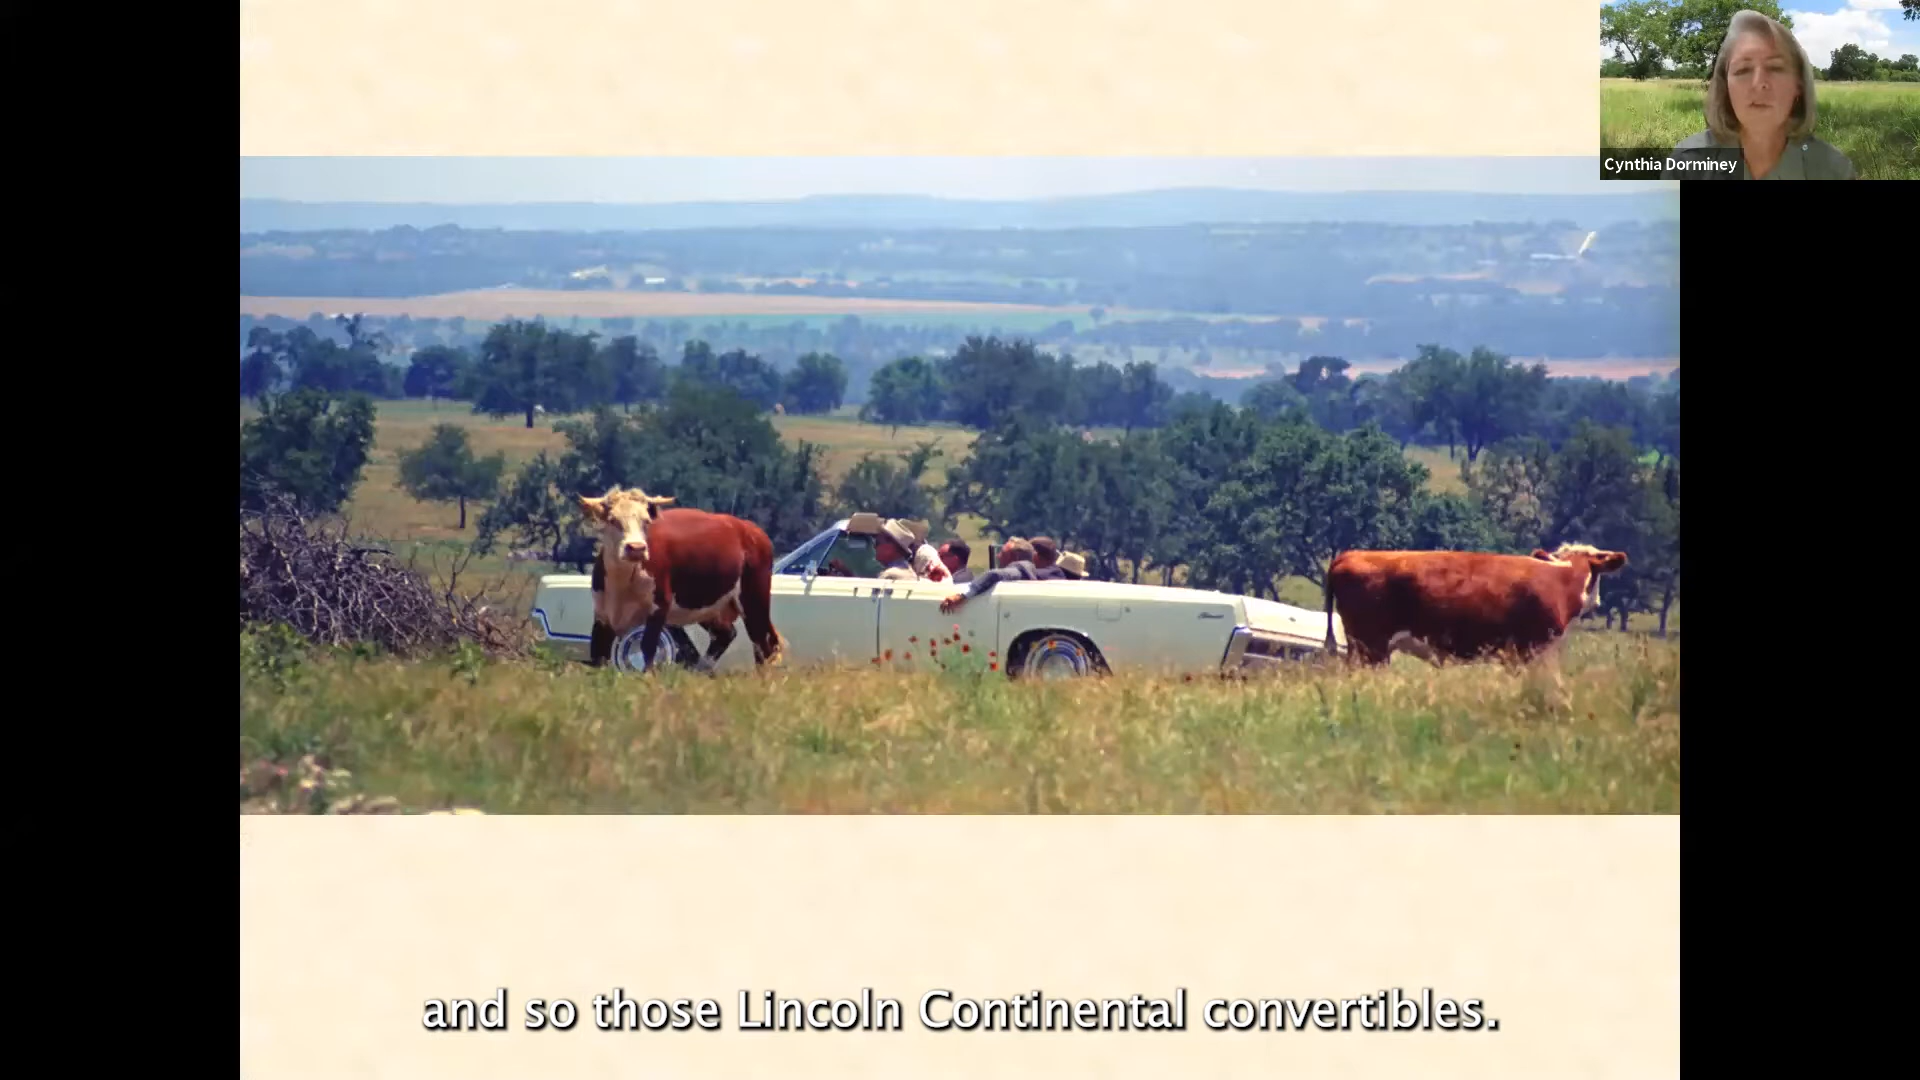 Cynthia Dorminey
and so those Lincoln Continental convertibles.